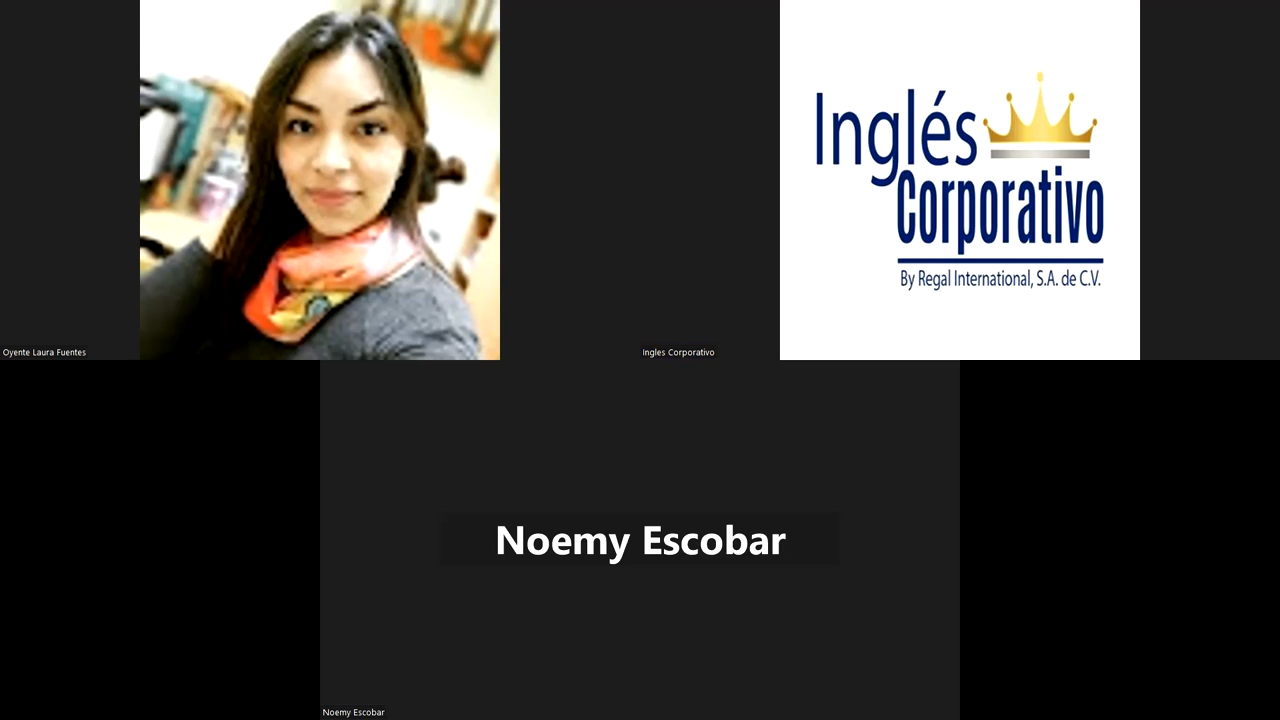 Inglés
Corporativo
By Regal International, S.A. de C.V.
Oyente Laura Fuentes
Ingles Corporativo
Noemy Escobar
Noemy Escobar